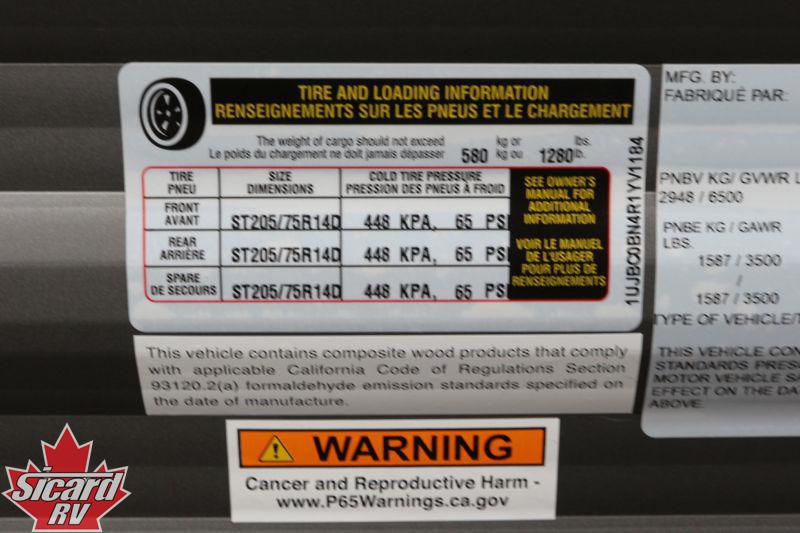 TIRE AND LOADING INFORMATION
RENSEIGNEMENTS SUR LES PNEUS ET LE CHARGEMENT
The weight of cargo should not exceed kg or lbs.
Le poids du chargement ne doit jamais dépasser 580 kg ou 1280 lb.
TIRE SIZE COLD TIRE PRESSURE
PNEU DIMENSIONS PRESSION DES PNEUS À FROID
FRONT
AVANT ST205/75R14D 448 KPA, 65 PSI
REAR
ARRIÈRE ST205/75R14D 448 KPA, 65 PSI
SPARE
DE SECOURS ST205/75R14D 448 KPA, 65 PSI
SEE OWNER'S
MANUAL FOR
ADDITIONAL
INFORMATION
VOIR LE MANUEL
DE L'USAGER
POUR PLUS DE
RENSEIGNEMENTS
1UJBC0BN4R1YV1184
This vehicle contains composite wood products that comply
with applicable California Code of Regulations Section
93120.2(a) formaldehyde emission standards specified on
the date of manufacture.
WARNING
Cancer and Reproductive Harm -
www.P65Warnings.ca.gov
MFG. BY:
FABRIQUÉ PAR:
PNBV KG/ GVWR L
2948 / 6500
PNBE KG / GAWR
LBS.
1587 / 3500
/
1587 / 3500
TYPE OF VEHICLE/T
THIS VEHICLE CON
STANDARDS PRES
MOTOR VEHICLE S
EFFECT ON THE DA
ABOVE.
Sicard
RV